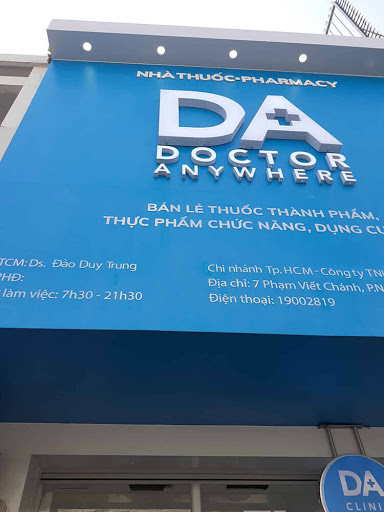 NHÀ THUỐC-PHARMACY
DA
DOCTOR
ANYWHERE
BÁN LẺ THUỐC THÀNH PHẨM,
THỰC PHẨM CHỨC NĂNG, DỤNG CỤ
TCM: Ds. Đào Duy Trung
PHĐ:
làm việc: 7h30 - 21h30
Chi nhánh Tp. HCM - Công ty TN
Địa chỉ: 7 Phạm Viết Chánh, P.N
Điện thoại: 19002819
DA
CLINI